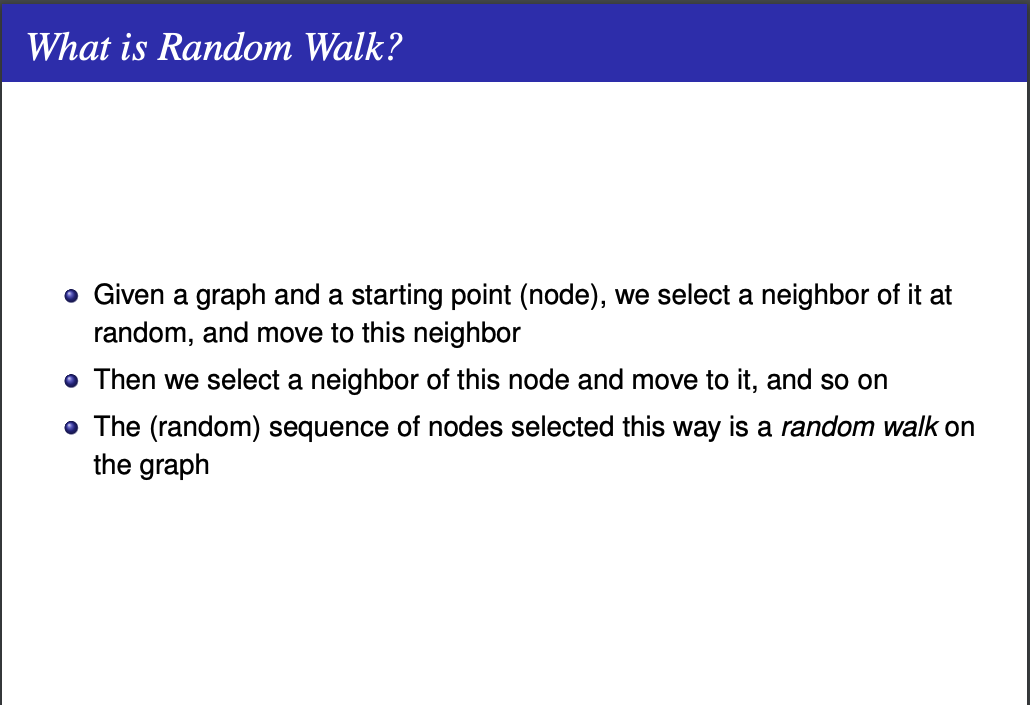 What is Random Walk?
Given a graph and a starting point (node), we select a neighbor of it at
random, and move to this neighbor
Then we select a neighbor of this node and move to it, and so on
The (random) sequence of nodes selected this way is a random walk on
the graph